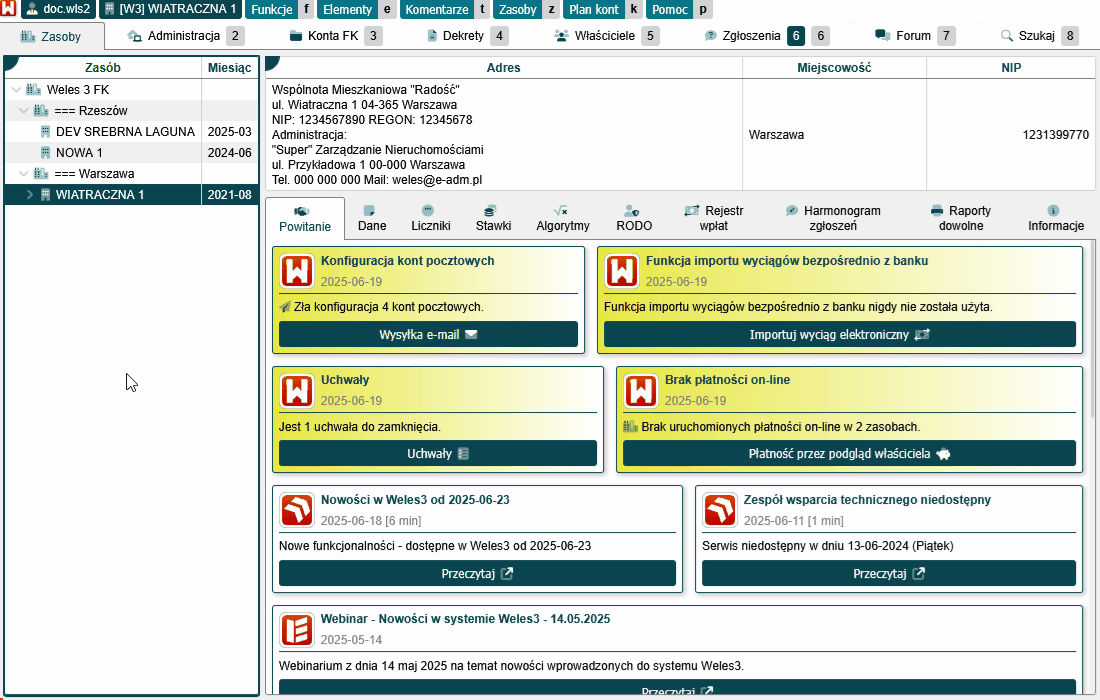 doc.wls2 [W3] WIATRACZNA 1 Funkcje f Elementy e Komentarze t Zasoby z Plan kont k Pomoc p
Zasoby Administracja 2 Konta FK 3 Dekrety 4 Właściciele 5 Zgłoszenia 6 6 Forum 7 Szukaj 8
Zasób Miesiąc
Weles 3 FK
=== Rzeszów
DEV SREBRNA LAGUNA 2025-03
NOWA 1 2024-06
=== Warszawa
WIATRACZNA 1 2021-08
Adres Miejscowość NIP
Wspólnota Mieszkaniowa "Radość"
ul. Wiatraczna 1 04-365 Warszawa
NIP: 1234567890 REGON: 12345678
Administracja:
"Super" Zarządzanie Nieruchomościami
ul. Przykładowa 1 00-000 Warszawa
Tel. 000 000 000 Mail: weles@e-adm.pl
Warszawa
1231399770
Powitanie Dane Liczniki Stawki Algorytmy RODO Rejestr wpłat Harmonogram zgłoszeń Raporty dowolne Informacje
Konfiguracja kont pocztowych
2025-06-19
Zła konfiguracja 4 kont pocztowych.
Wysyłka e-mail
Funkcja importu wyciągów bezpośrednio z banku
2025-06-19
Funkcja importu wyciągów bezpośrednio z banku nigdy nie została użyta.
Importuj wyciąg elektroniczny
Uchwały
2025-06-19
Jest 1 uchwała do zamknięcia.
Uchwały
Brak płatności on-line
2025-06-19
Brak uruchomionych płatności on-line w 2 zasobach.
Płatność przez podgląd właściciela
Nowości w Weles3 od 2025-06-23
2025-06-18 [6 min]
Nowe funkcjonalności - dostępne w Weles3 od 2025-06-23
Przeczytaj
Zespół wsparcia technicznego niedostępny
2025-06-11 [1 min]
Serwis niedostępny w dniu 13-06-2024 (Piątek)
Przeczytaj
Webinar - Nowości w systemie Weles3 - 14.05.2025
2025-05-14
Webinarium z dnia 14 maj 2025 na temat nowości wprowadzonych do systemu Weles3.
Przeczytaj